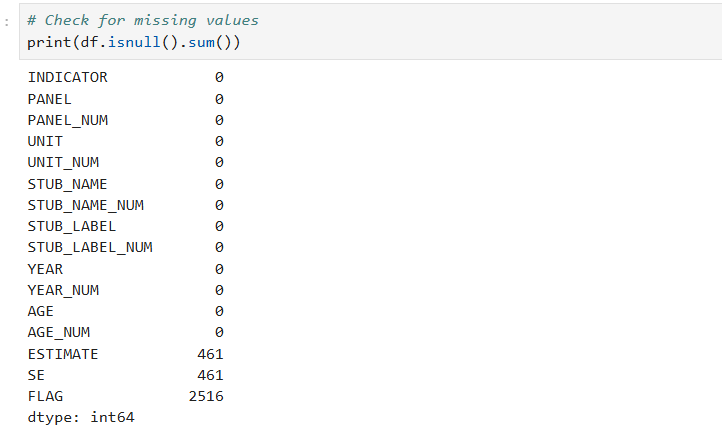 :
# Check for missing values
print(df.isnull().sum())
INDICATOR 0
PANEL 0
PANEL_NUM 0
UNIT 0
UNIT_NUM 0
STUB_NAME 0
STUB_NAME_NUM 0
STUB_LABEL 0
STUB_LABEL_NUM 0
YEAR 0
YEAR_NUM 0
AGE 0
AGE_NUM 0
ESTIMATE 461
SE 461
FLAG 2516
dtype: int64